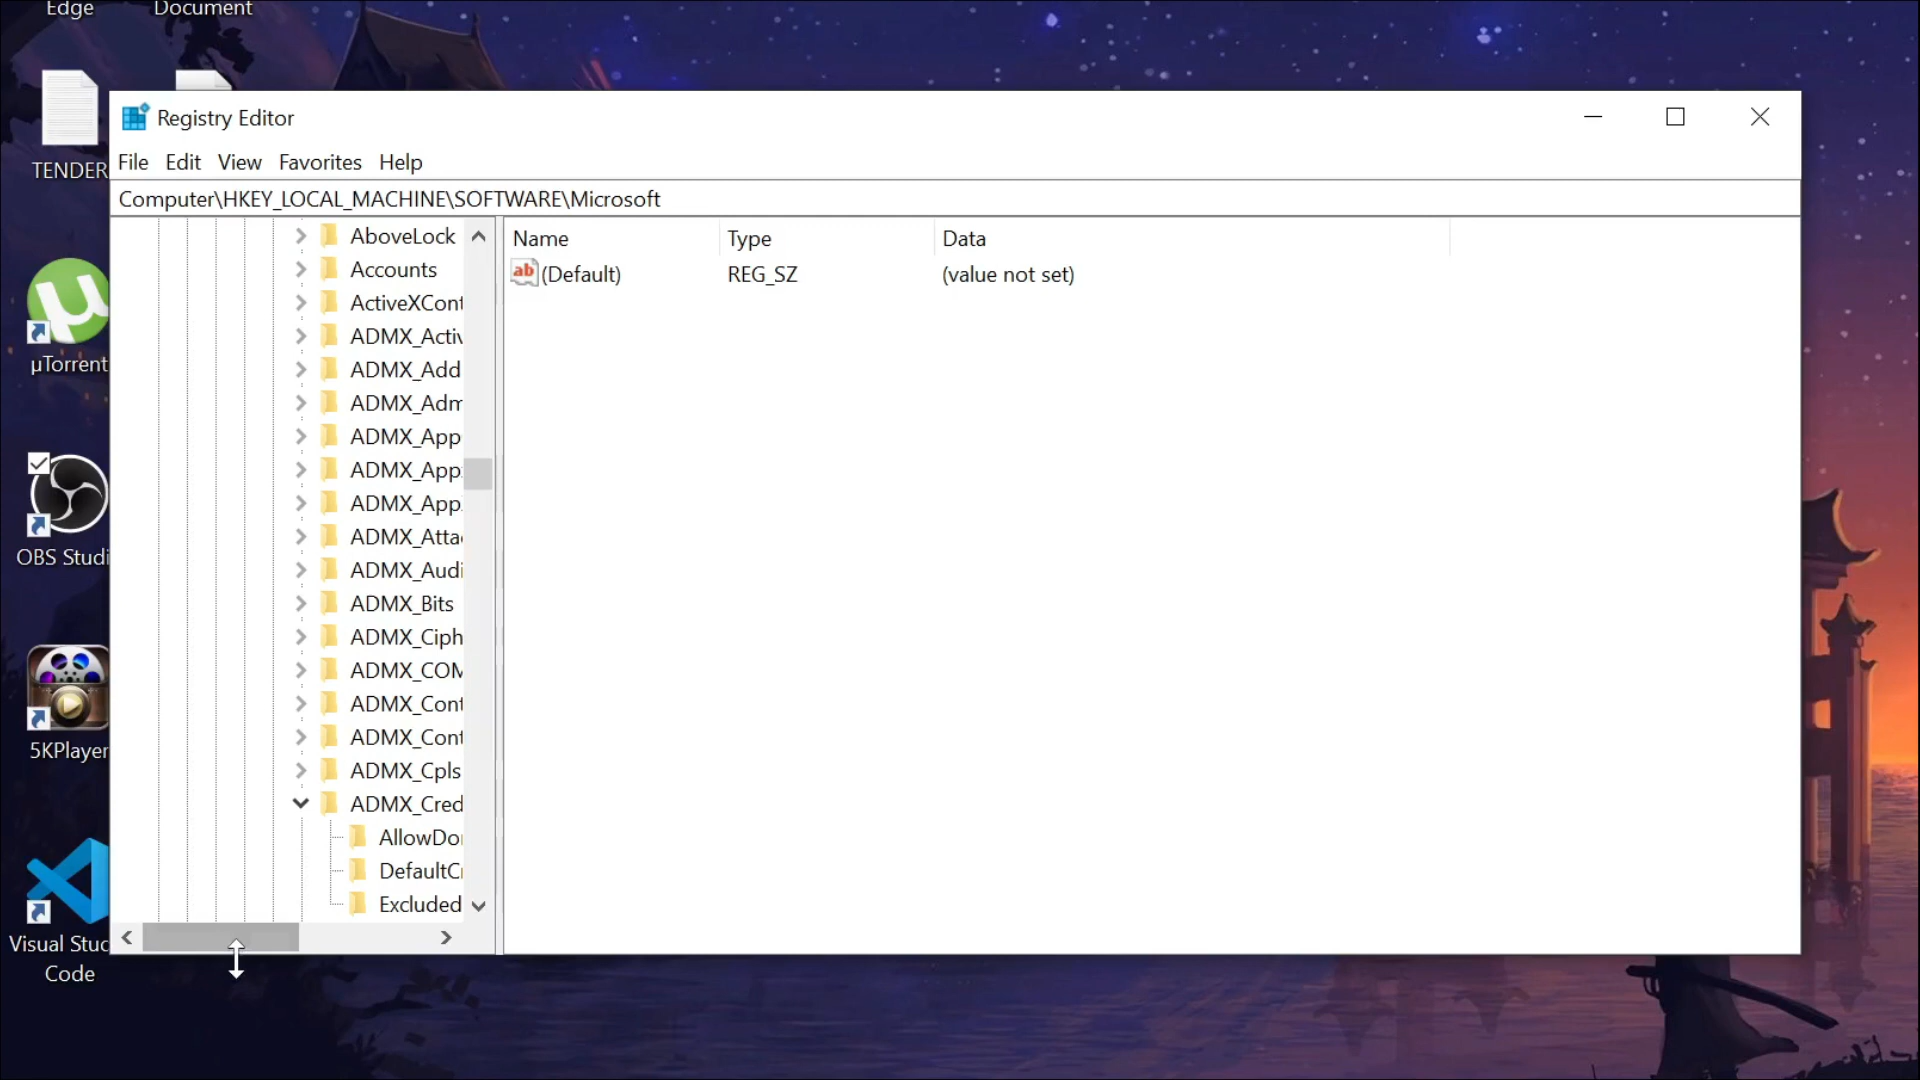 Edge
Document
TENDER
µTorrent
OBS Studi
5KPlayer
Visual Stuc
Code
Registry Editor
File Edit View Favorites Help
Computer\HKEY_LOCAL_MACHINE\SOFTWARE\Microsoft
AboveLock
Accounts
ActiveXCont
ADMX_Activ
ADMX_Add
ADMX_Adm
ADMX_App
ADMX_App
ADMX_App
ADMX_Atta
ADMX_Audi
ADMX_Bits
ADMX_Ciph
ADMX_COM
ADMX_Cont
ADMX_Cont
ADMX_Cpls
ADMX_Cred
AllowDo
DefaultC
Excluded
Name Type Data
ab (Default) REG_SZ (value not set)